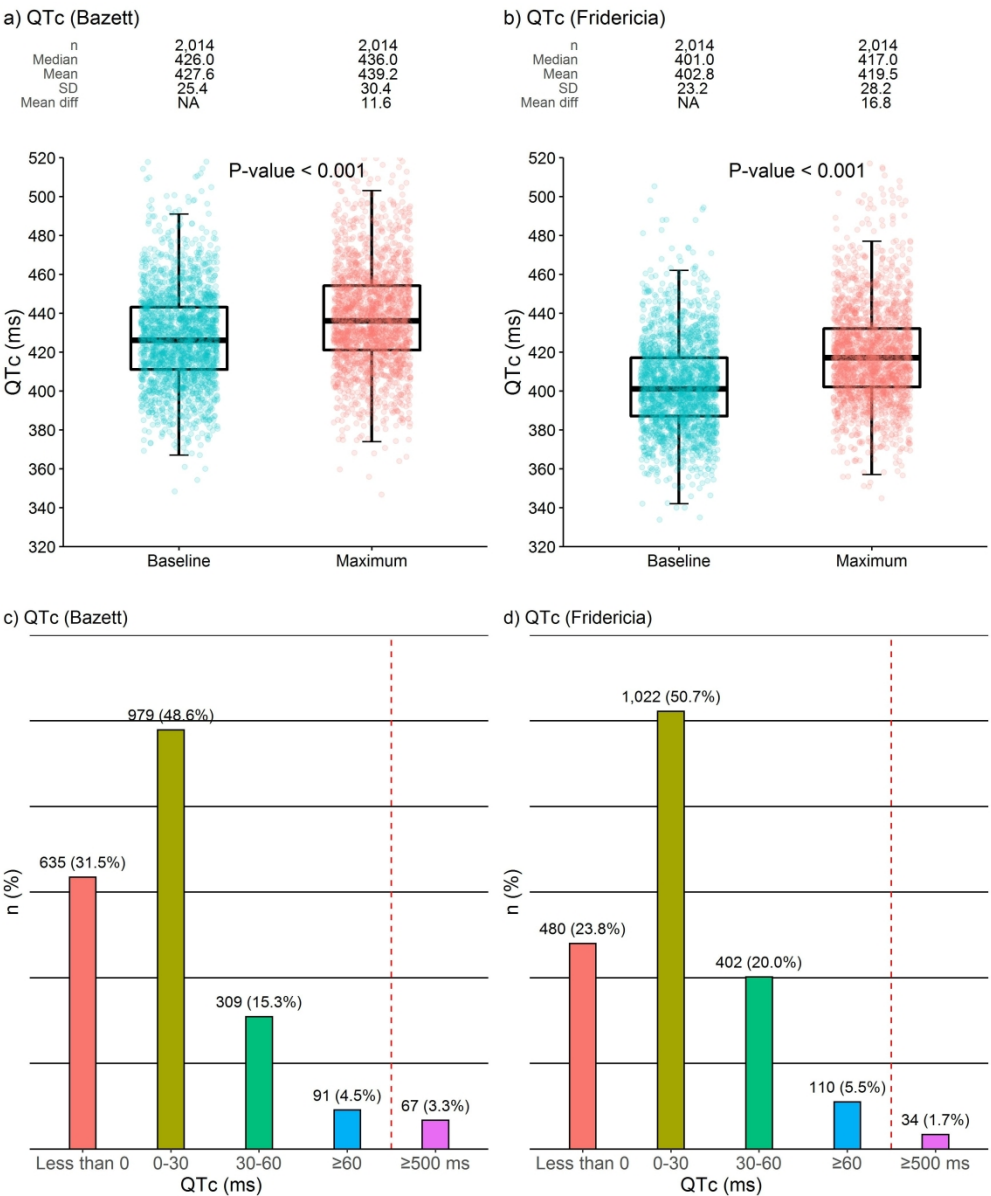 a) QTc (Bazett)
n 2,014 2,014
Median 426.0 436.0
Mean 427.6 439.2
SD 25.4 30.4
Mean diff NA 11.6
P-value < 0.001
QTc (ms)
520
500
480
460
440
420
400
380
360
340
320
Baseline Maximum
b) QTc (Fridericia)
n 2,014 2,014
Median 401.0 417.0
Mean 402.8 419.5
SD 23.2 28.2
Mean diff NA 16.8
P-value < 0.001
QTc (ms)
520
500
480
460
440
420
400
380
360
340
320
Baseline Maximum
c) QTc (Bazett)
n (%)
979 (48.6%)
635 (31.5%)
309 (15.3%)
91 (4.5%)
67 (3.3%)
Less than 0 0-30 30-60 ≥60 ≥500 ms
QTc (ms)
d) QTc (Fridericia)
n (%)
1,022 (50.7%)
480 (23.8%)
402 (20.0%)
110 (5.5%)
34 (1.7%)
Less than 0 0-30 30-60 ≥60 ≥500 ms
QTc (ms)